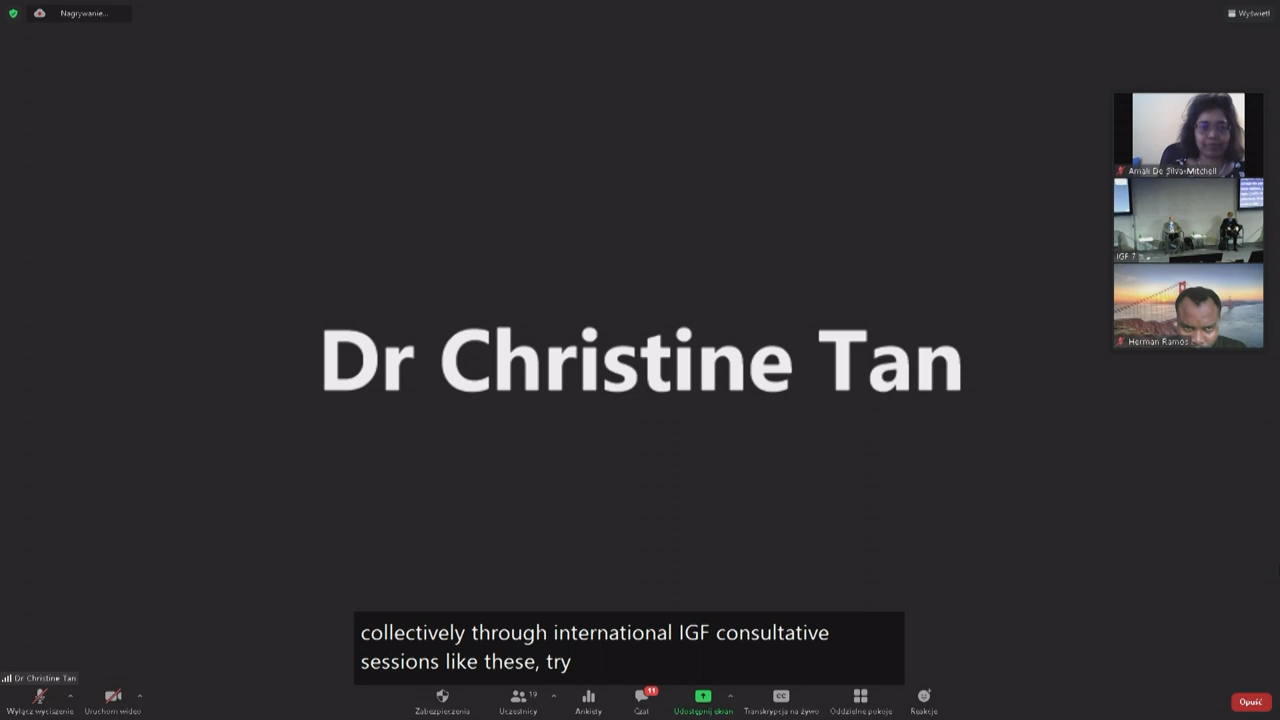 Nagrywanie...
Wyświetl
Amali De Silva-Mitchell
IGF 7
Herman Ramos
Dr Christine Tan
collectively through international IGF consultative
sessions like these, try
Dr Christine Tan
Wyłącz wyciszenie
Uruchom wideo
Zabezpieczenia
19
Uczestnicy
Ankiety
11
Czat
Udostępnij ekran
CC
Transkrypcja na żywo
Oddzielne pokoje
Reakcje
Opuść